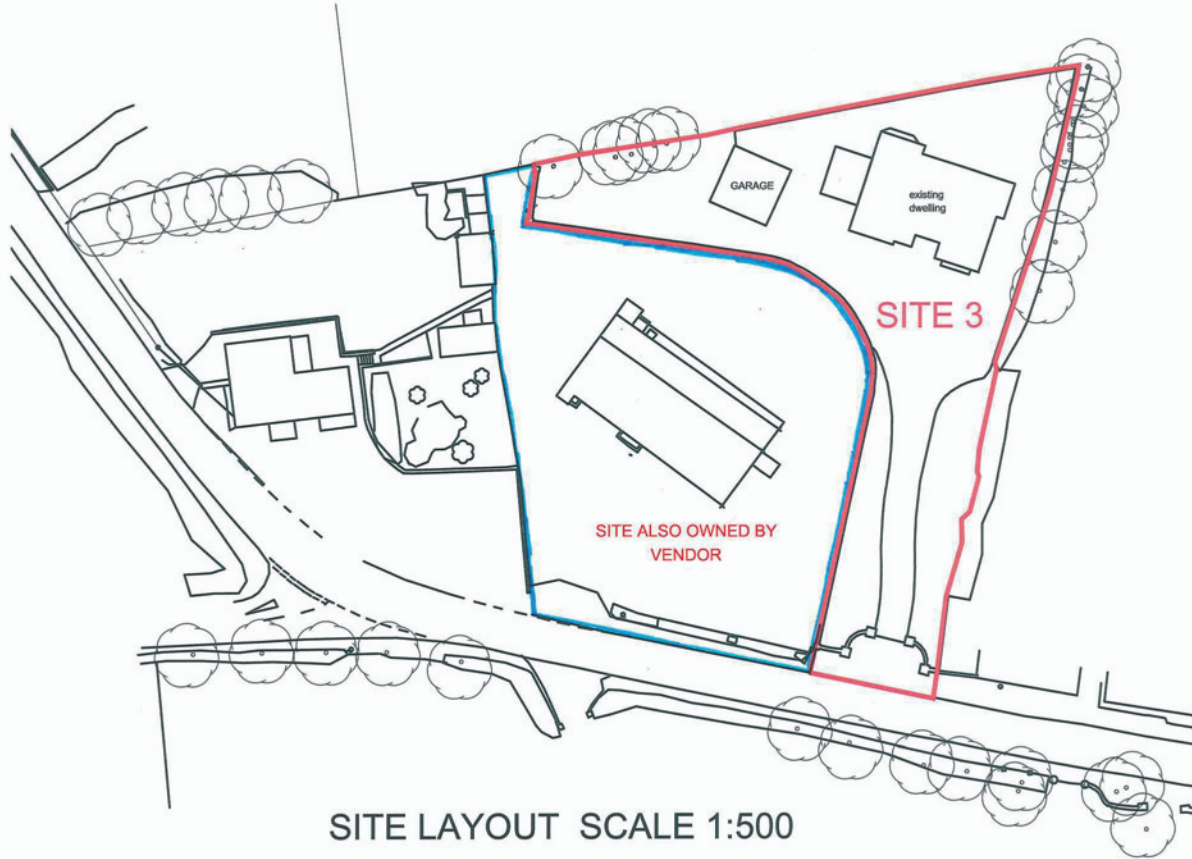 GARAGE
existing
dwelling
SITE 3
SITE ALSO OWNED BY
VENDOR
SITE LAYOUT SCALE 1:500